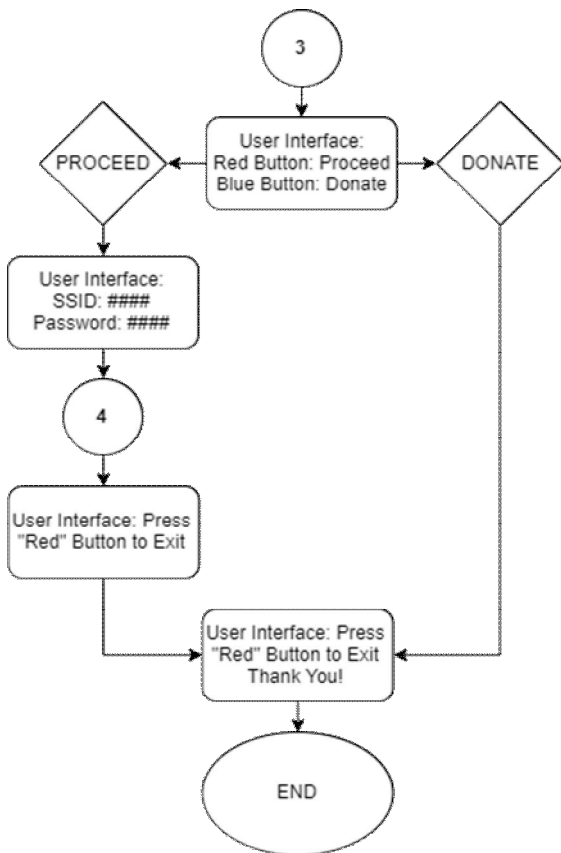 3
User Interface:
Red Button: Proceed
Blue Button: Donate
PROCEED
DONATE
User Interface:
SSID: ####
Password: ####
4
User Interface: Press
"Red" Button to Exit
User Interface: Press
"Red" Button to Exit
Thank You!
END